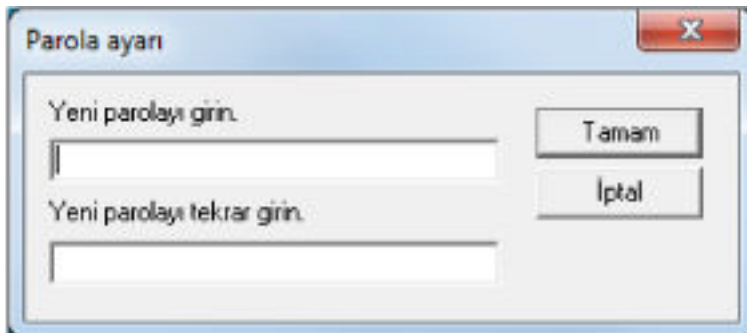 Parola ayarı
Yeni parolayı girin.
Tamam
İptal
Yeni parolayı tekrar girin.